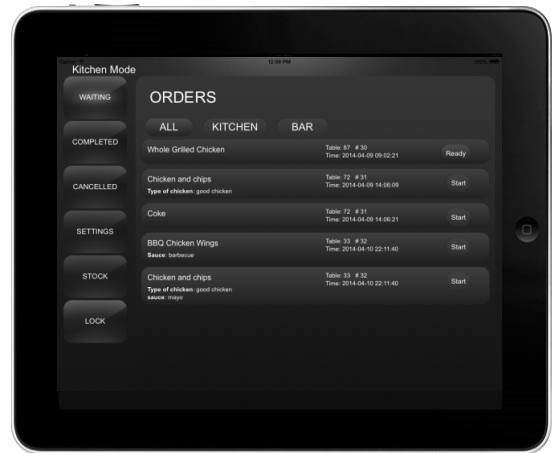 Carrier
12:09 PM
100%
Kitchen Mode
WAITING
COMPLETED
CANCELLED
SETTINGS
STOCK
LOCK
ORDERS
ALL KITCHEN BAR
Whole Grilled Chicken
Table: 87 # 30
Time: 2014-04-09 09:02:21
Ready
Chicken and chips
Type of chicken: good chicken
Table: 72 # 31
Time: 2014-04-09 14:06:09
Start
Coke
Table: 72 # 31
Time: 2014-04-09 14:06:21
Start
BBQ Chicken Wings
Sauce: barbecue
Table: 33 # 32
Time: 2014-04-10 22:11:40
Start
Chicken and chips
Type of chicken: good chicken
sauce: mayo
Table: 33 # 32
Time: 2014-04-10 22:11:40
Start